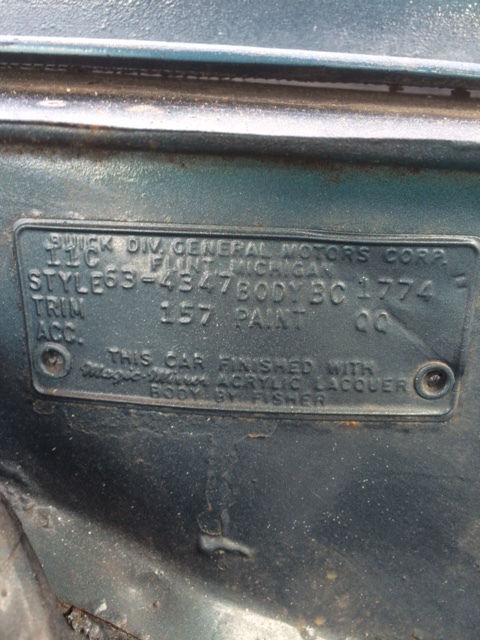 BUICK DIV. GENERAL MOTORS CORP.
11C FLINT, MICHIGAN
STYLE 63-4347 BODY BC 1774
TRIM 157 PAINT QQ
ACC.
THIS CAR FINISHED WITH
Magic-Mirror ACRYLIC LACQUER
BODY BY FISHER